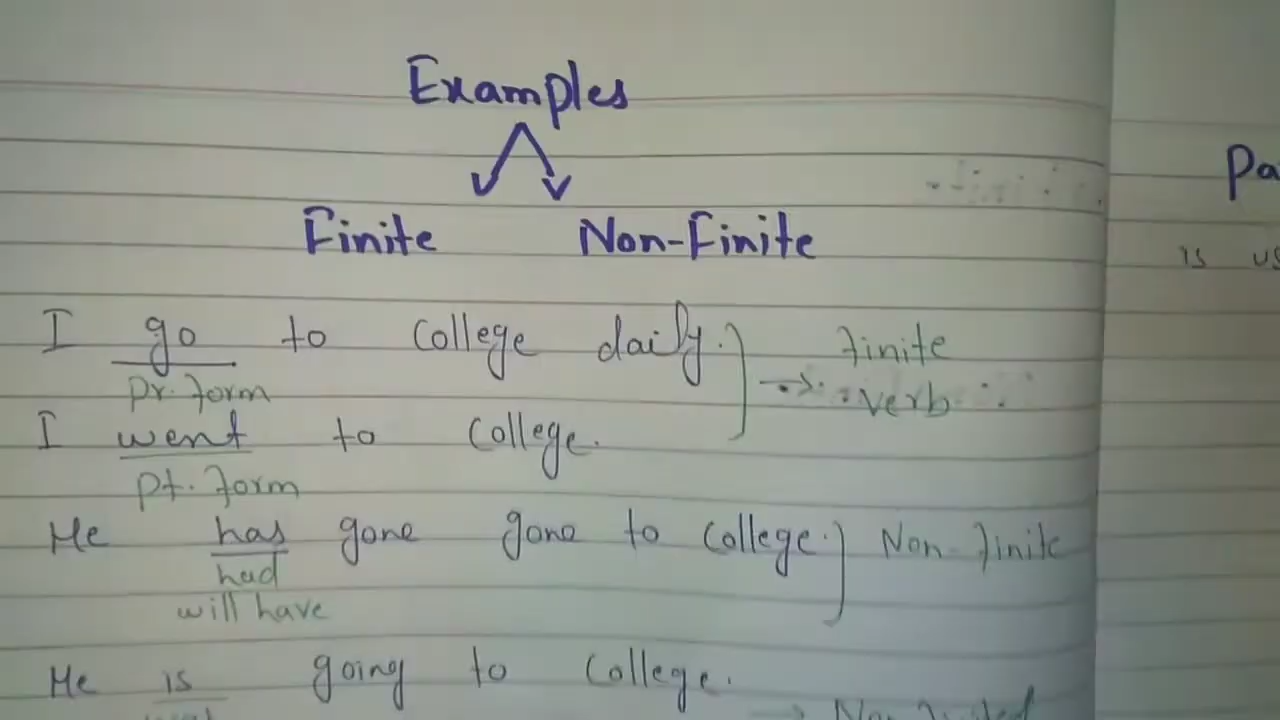 Examples
Finite Non-Finite
I go to College daily. → finite
pr. form verb
I went to College.
pt. form
He has gone gone to College. Non-finite
had
will have
He is going to College.
→
Pa
is us